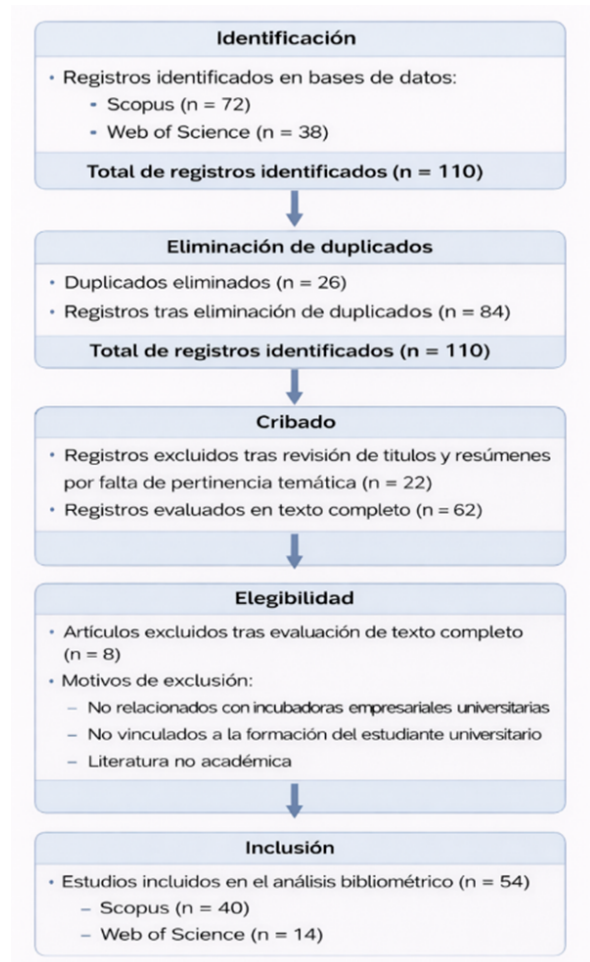 Identificación
• Registros identificados en bases de datos:
• Scopus (n = 72)
• Web of Science (n = 38)
Total de registros identificados (n = 110)
Eliminación de duplicados
• Duplicados eliminados (n = 26)
• Registros tras eliminación de duplicados (n = 84)
Total de registros identificados (n = 110)
Cribado
• Registros excluidos tras revisión de titulos y resúmenes
por falta de pertinencia temática (n = 22)
• Registros evaluados en texto completo (n = 62)
Elegibilidad
• Artículos excluidos tras evaluación de texto completo
(n = 8)
• Motivos de exclusión:
– No relacionados con incubadoras empresariales universitarias
– No vinculados a la formación del estudiante universitario
– Literatura no académica
Inclusión
• Estudios incluidos en el análisis bibliométrico (n = 54)
– Scopus (n = 40)
– Web of Science (n = 14)